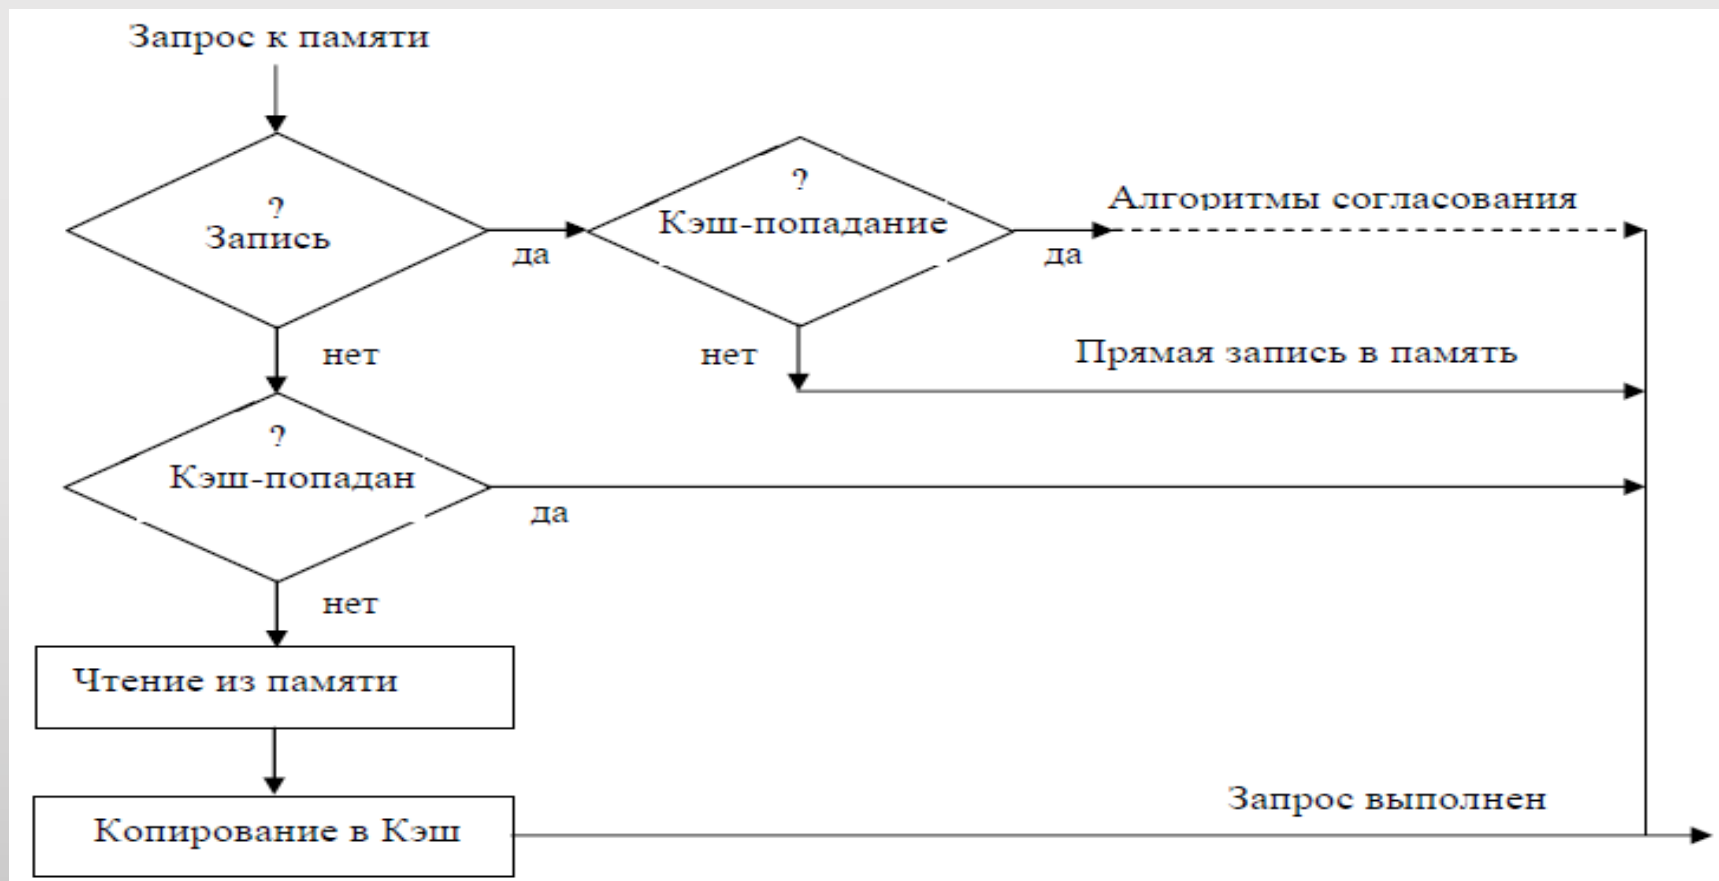 Запрос к памяти
?
Запись
да
?
Кэш-попадание
да
Алгоритмы согласования
нет
нет
Прямая запись в память
?
Кэш-попадан
да
нет
Чтение из памяти
Запрос выполнен
Копирование в Кэш